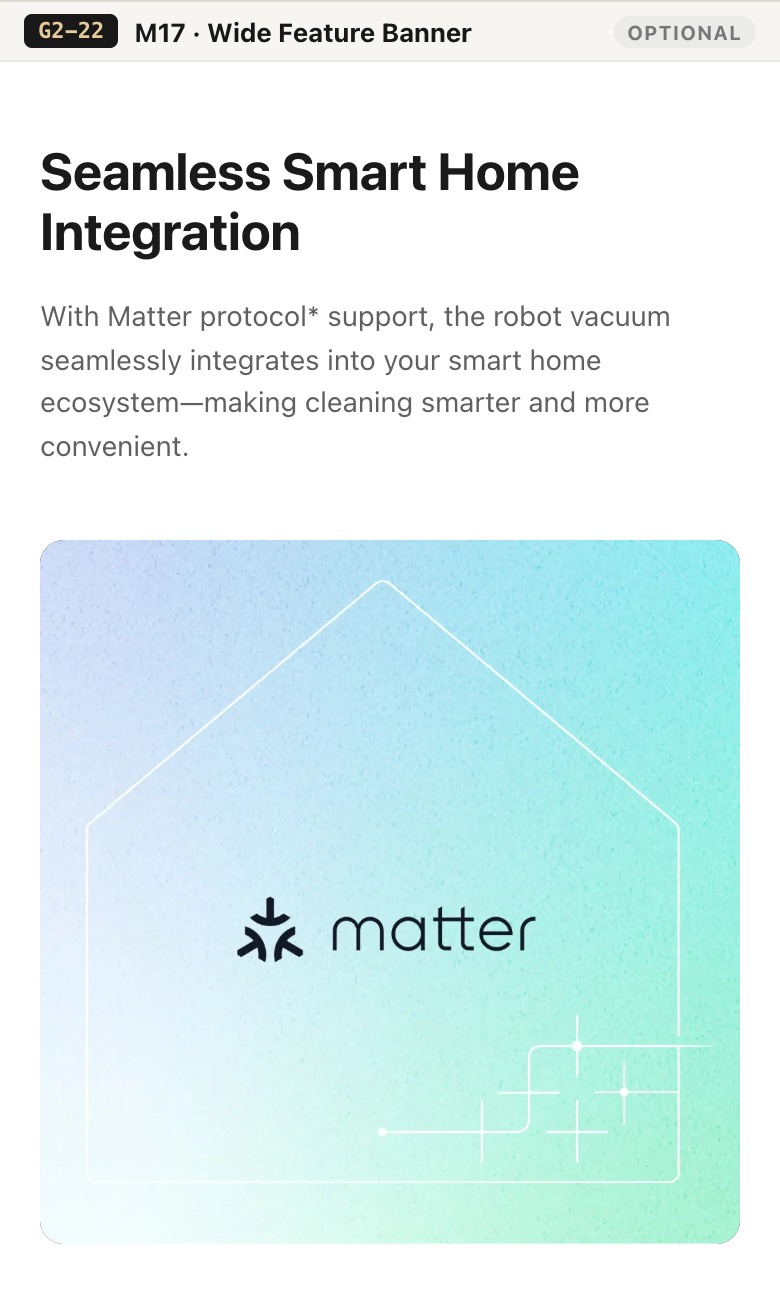 G2–22 M17 · Wide Feature Banner OPTIONAL
Seamless Smart Home
Integration
With Matter protocol* support, the robot vacuum
seamlessly integrates into your smart home
ecosystem—making cleaning smarter and more
convenient.
matter